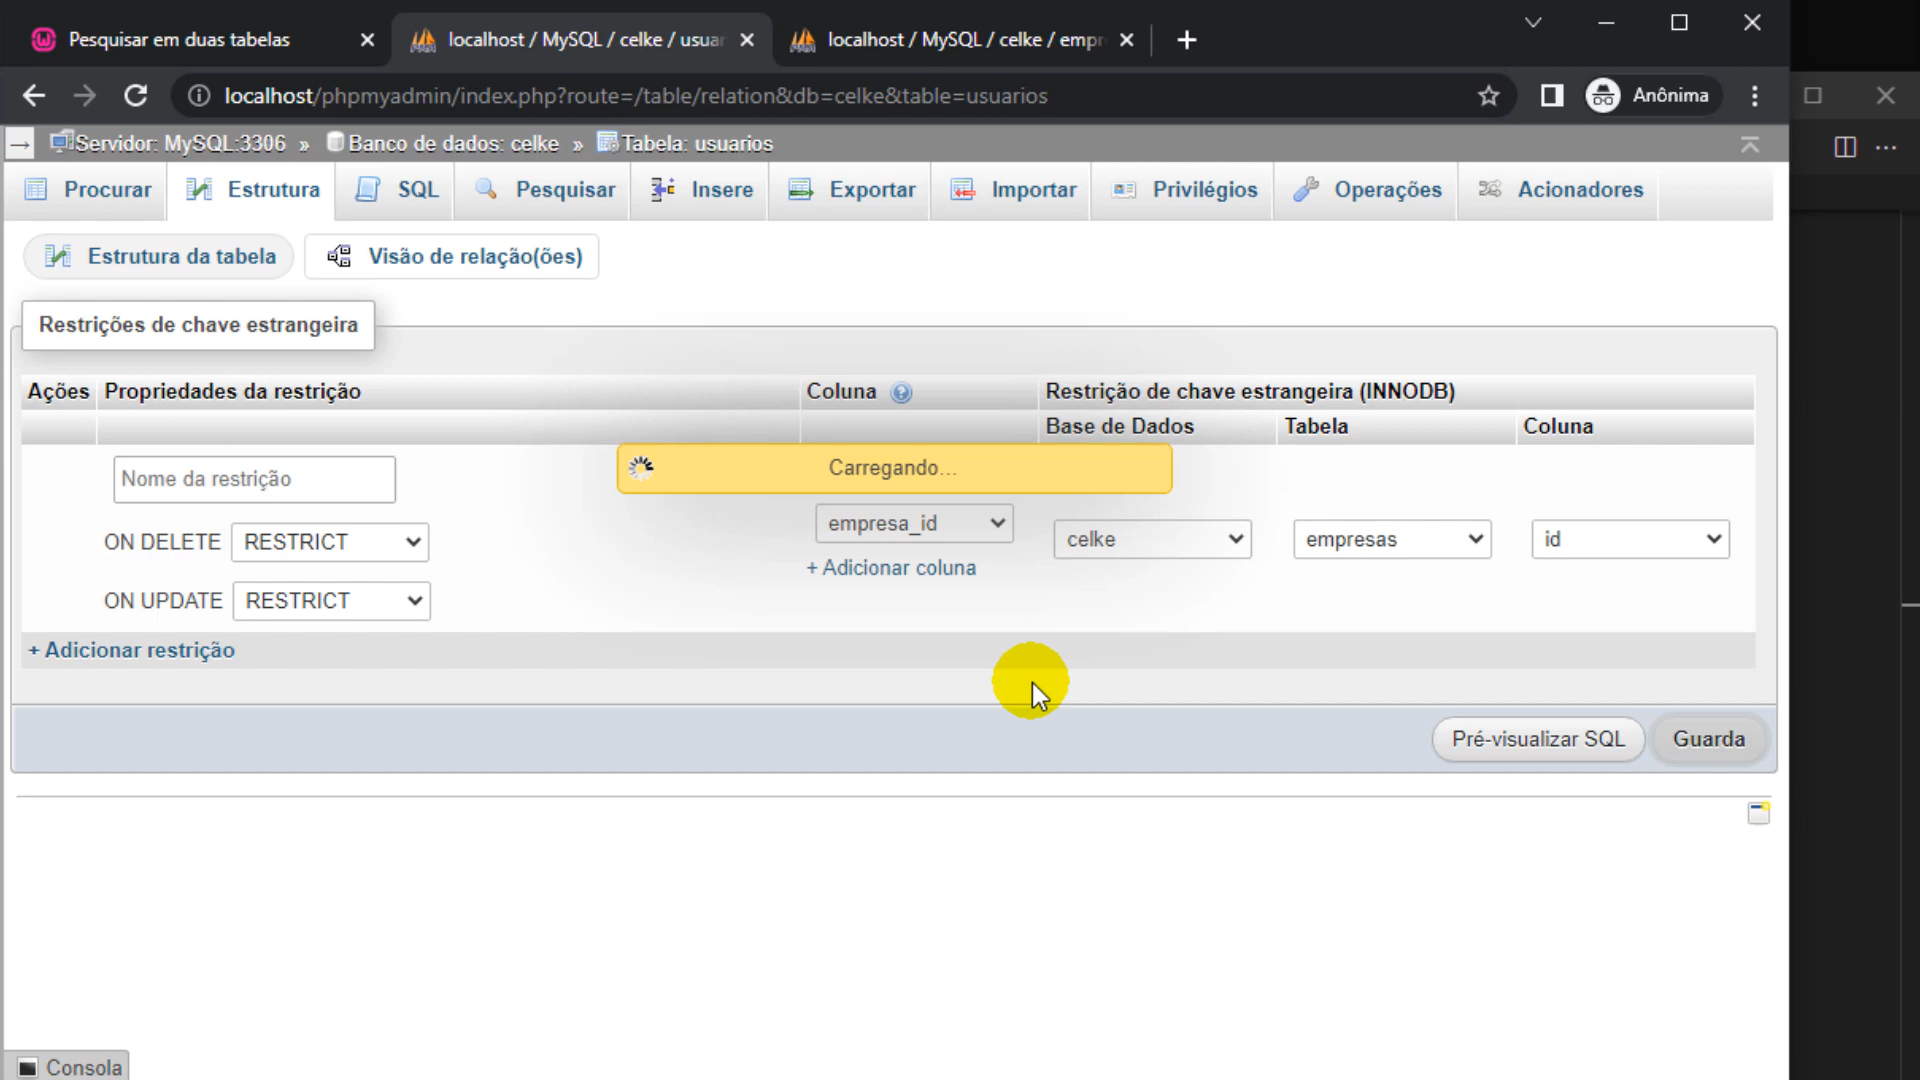 Pesquisar em duas tabelas
localhost / MySQL / celke / usuar
localhost / MySQL / celke / empr
localhost/phpmyadmin/index.php?route=/table/relation&db=celke&table=usuarios
Anônima
Servidor: MySQL:3306 » Banco de dados: celke » Tabela: usuarios
Procurar Estrutura SQL Pesquisar Insere Exportar Importar Privilégios Operações Acionadores
Estrutura da tabela Visão de relação(ões)
Restrições de chave estrangeira
Ações Propriedades da restrição Coluna Restrição de chave estrangeira (INNODB)
Base de Dados Tabela Coluna
Carregando...
Nome da restrição
ON DELETE RESTRICT
ON UPDATE RESTRICT
empresa_id
+ Adicionar coluna
celke empresas id
+ Adicionar restrição
Pré-visualizar SQL Guarda
Consola